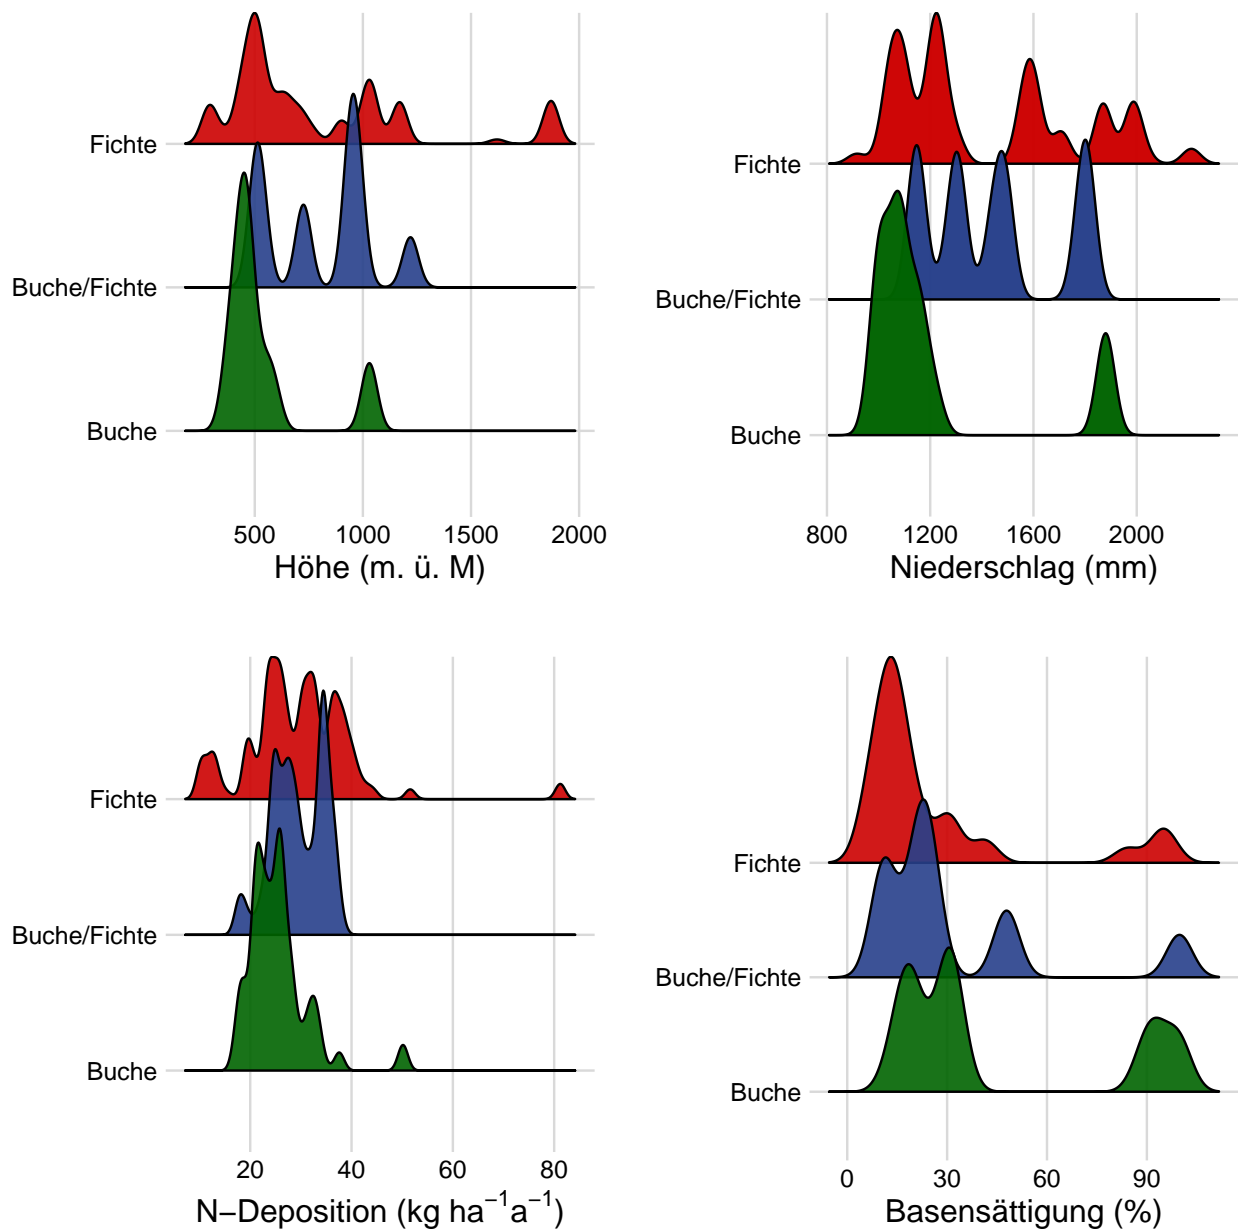 Fichte
Buche/Fichte
Buche
500 1000 1500 2000
Höhe (m. ü. M)
Fichte
Buche/Fichte
Buche
800 1200 1600 2000
Niederschlag (mm)
Fichte
Buche/Fichte
Buche
20 40 60 80
N−Deposition (kg ha⁻¹a⁻¹)
Fichte
Buche/Fichte
Buche
0 30 60 90
Basensättigung (%)